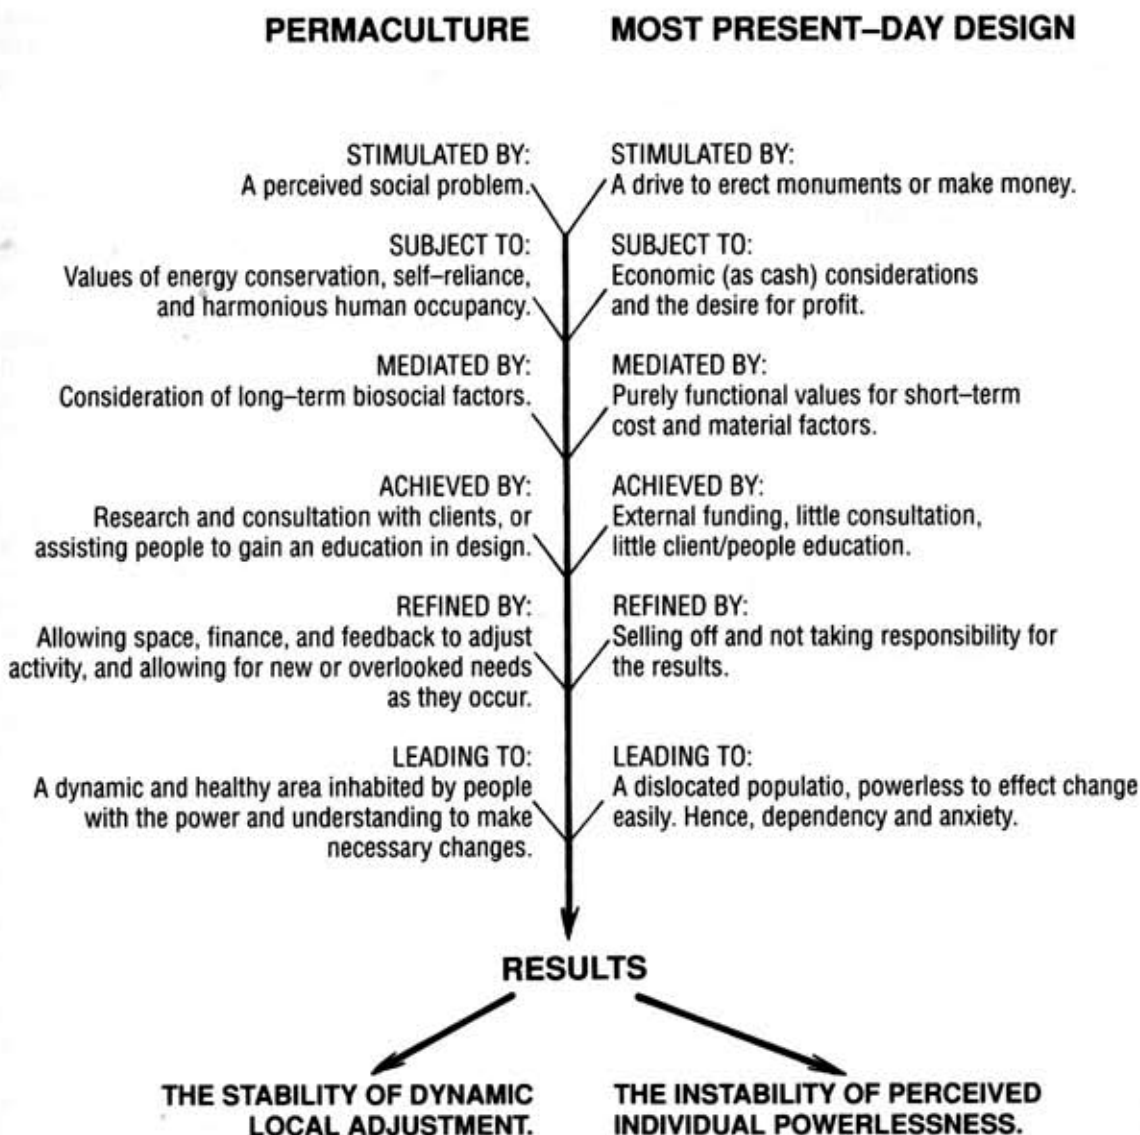 PERMACULTURE
MOST PRESENT–DAY DESIGN
STIMULATED BY:
A perceived social problem.
STIMULATED BY:
A drive to erect monuments or make money.
SUBJECT TO:
Values of energy conservation, self–reliance,
and harmonious human occupancy.
SUBJECT TO:
Economic (as cash) considerations
and the desire for profit.
MEDIATED BY:
Consideration of long–term biosocial factors.
MEDIATED BY:
Purely functional values for short–term
cost and material factors.
ACHIEVED BY:
Research and consultation with clients, or
assisting people to gain an education in design.
ACHIEVED BY:
External funding, little consultation,
little client/people education.
REFINED BY:
Allowing space, finance, and feedback to adjust
activity, and allowing for new or overlooked needs
as they occur.
REFINED BY:
Selling off and not taking responsibility for
the results.
LEADING TO:
A dynamic and healthy area inhabited by people
with the power and understanding to make
necessary changes.
LEADING TO:
A dislocated populatio, powerless to effect change
easily. Hence, dependency and anxiety.
RESULTS
THE STABILITY OF DYNAMIC
LOCAL ADJUSTMENT.
THE INSTABILITY OF PERCEIVED
INDIVIDUAL POWERLESSNESS.